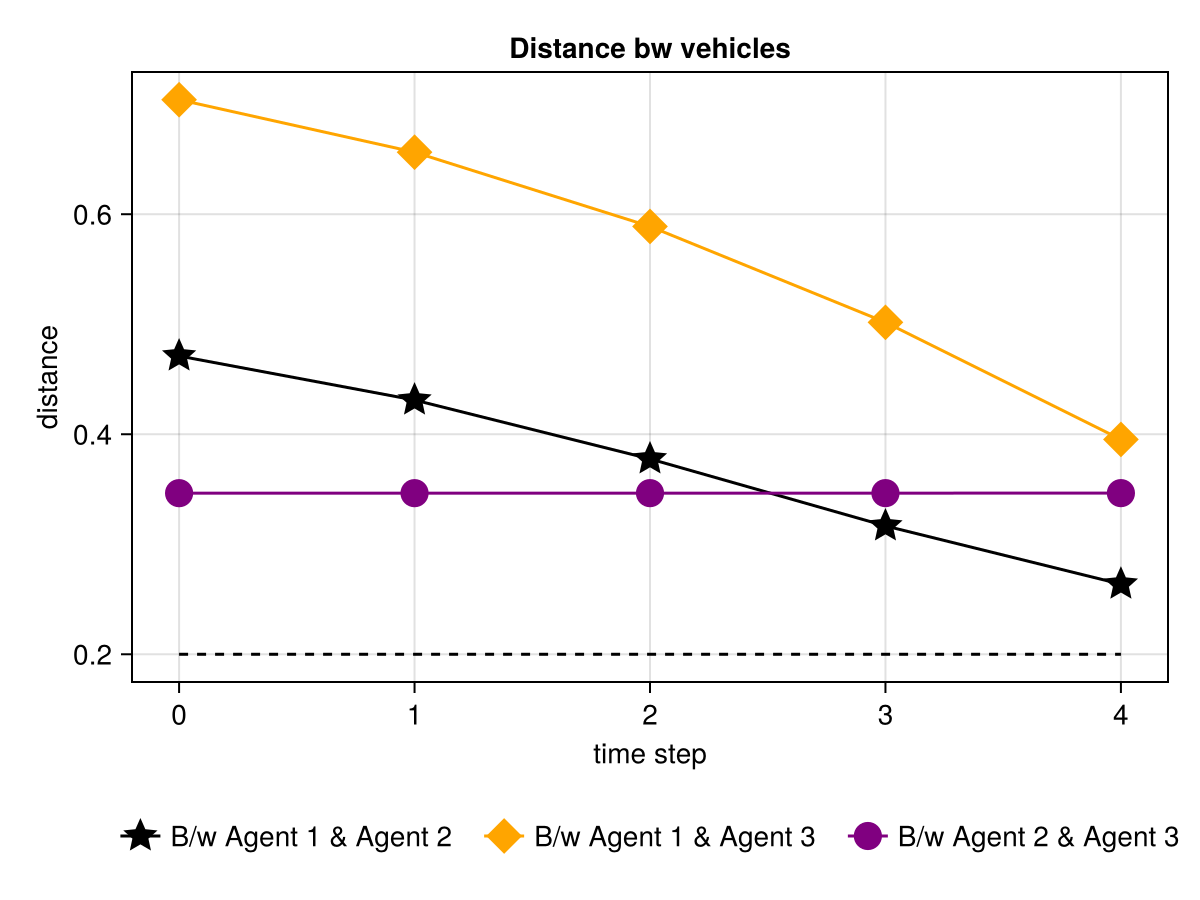 Distance bw vehicles
distance
0.6
0.4
0.2
0 1 2 3 4
time step
B/w Agent 1 & Agent 2 B/w Agent 1 & Agent 3 B/w Agent 2 & Agent 3